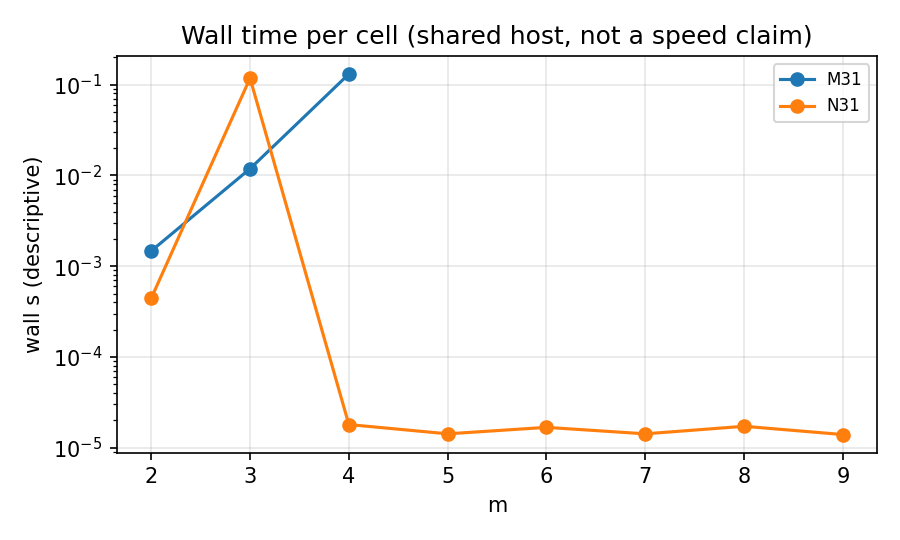 Wall time per cell (shared host, not a speed claim)
M31
N31
wall s (descriptive)
10⁻¹
10⁻²
10⁻³
10⁻⁴
10⁻⁵
2 3 4 5 6 7 8 9
m